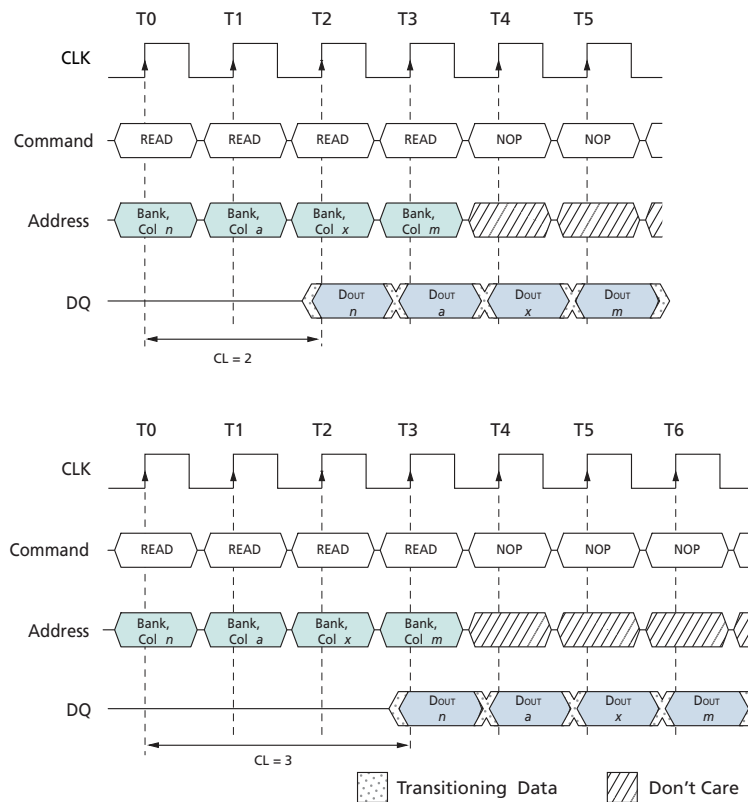 T0 T1 T2 T3 T4 T5
CLK
Command READ READ READ READ NOP NOP
Address Bank, Col n Bank, Col a Bank, Col x Bank, Col m
DQ DOUT n DOUT a DOUT x DOUT m
CL = 2
T0 T1 T2 T3 T4 T5 T6
CLK
Command READ READ READ READ NOP NOP NOP
Address Bank, Col n Bank, Col a Bank, Col x Bank, Col m
DQ DOUT n DOUT a DOUT x DOUT m
CL = 3
Transitioning Data Don't Care